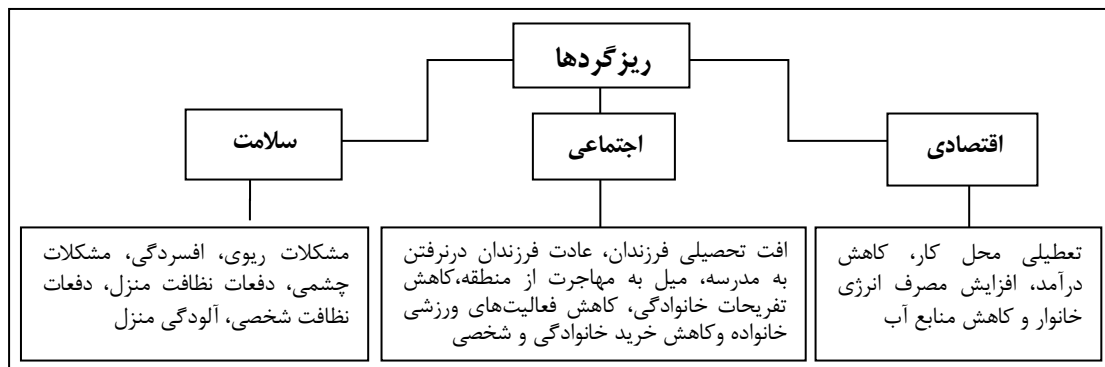 ریزگردها
اقتصادی
اجتماعی
سلامت
تعطیلی محل کار، کاهش
درآمد، افزایش مصرف انرژی
خانوار و کاهش منابع آب
افت تحصیلی فرزندان، عادت فرزندان درنرفتن
به مدرسه، میل به مهاجرت از منطقه،کاهش
تفریحات خانوادگی، کاهش فعالیت‌های ورزشی
خانواده وکاهش خرید خانوادگی و شخصی
مشکلات ریوی، افسردگی، مشکلات
چشمی، دفعات نظافت منزل، دفعات
نظافت شخصی، آلودگی منزل